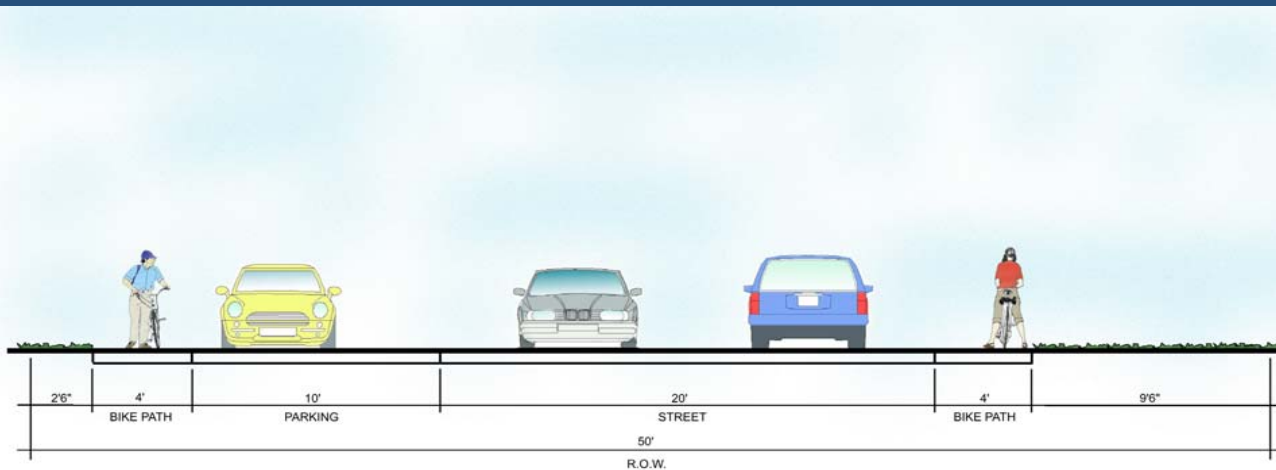 2'6" 4' 10' 20' 4' 9'6"
BIKE PATH PARKING STREET BIKE PATH
50'
R.O.W.